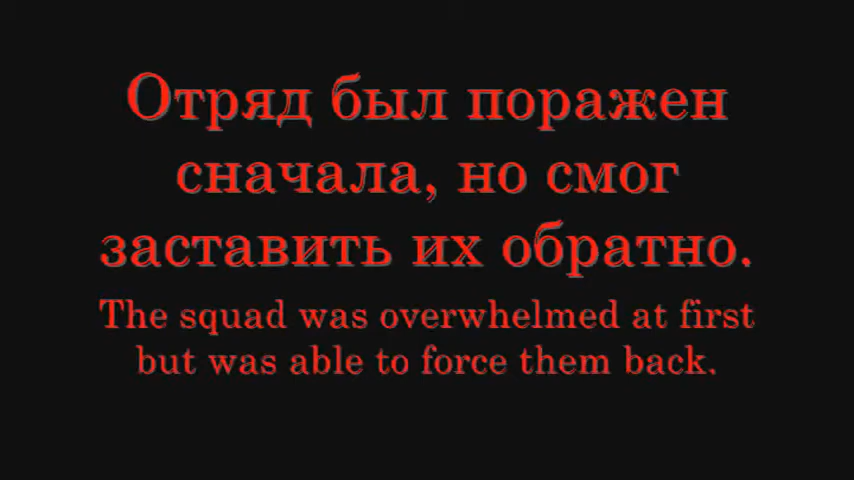 Отряд был поражен
сначала, но смог
заставить их обратно.
The squad was overwhelmed at first
but was able to force them back.